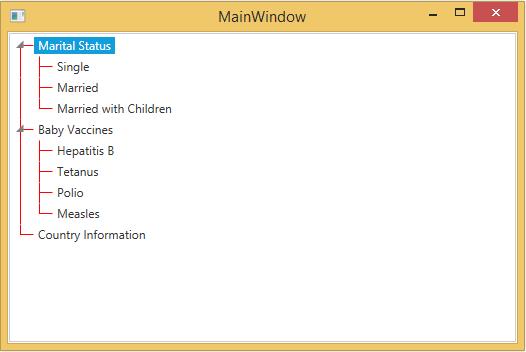 MainWindow
Marital Status
Single
Married
Married with Children
Baby Vaccines
Hepatitis B
Tetanus
Polio
Measles
Country Information